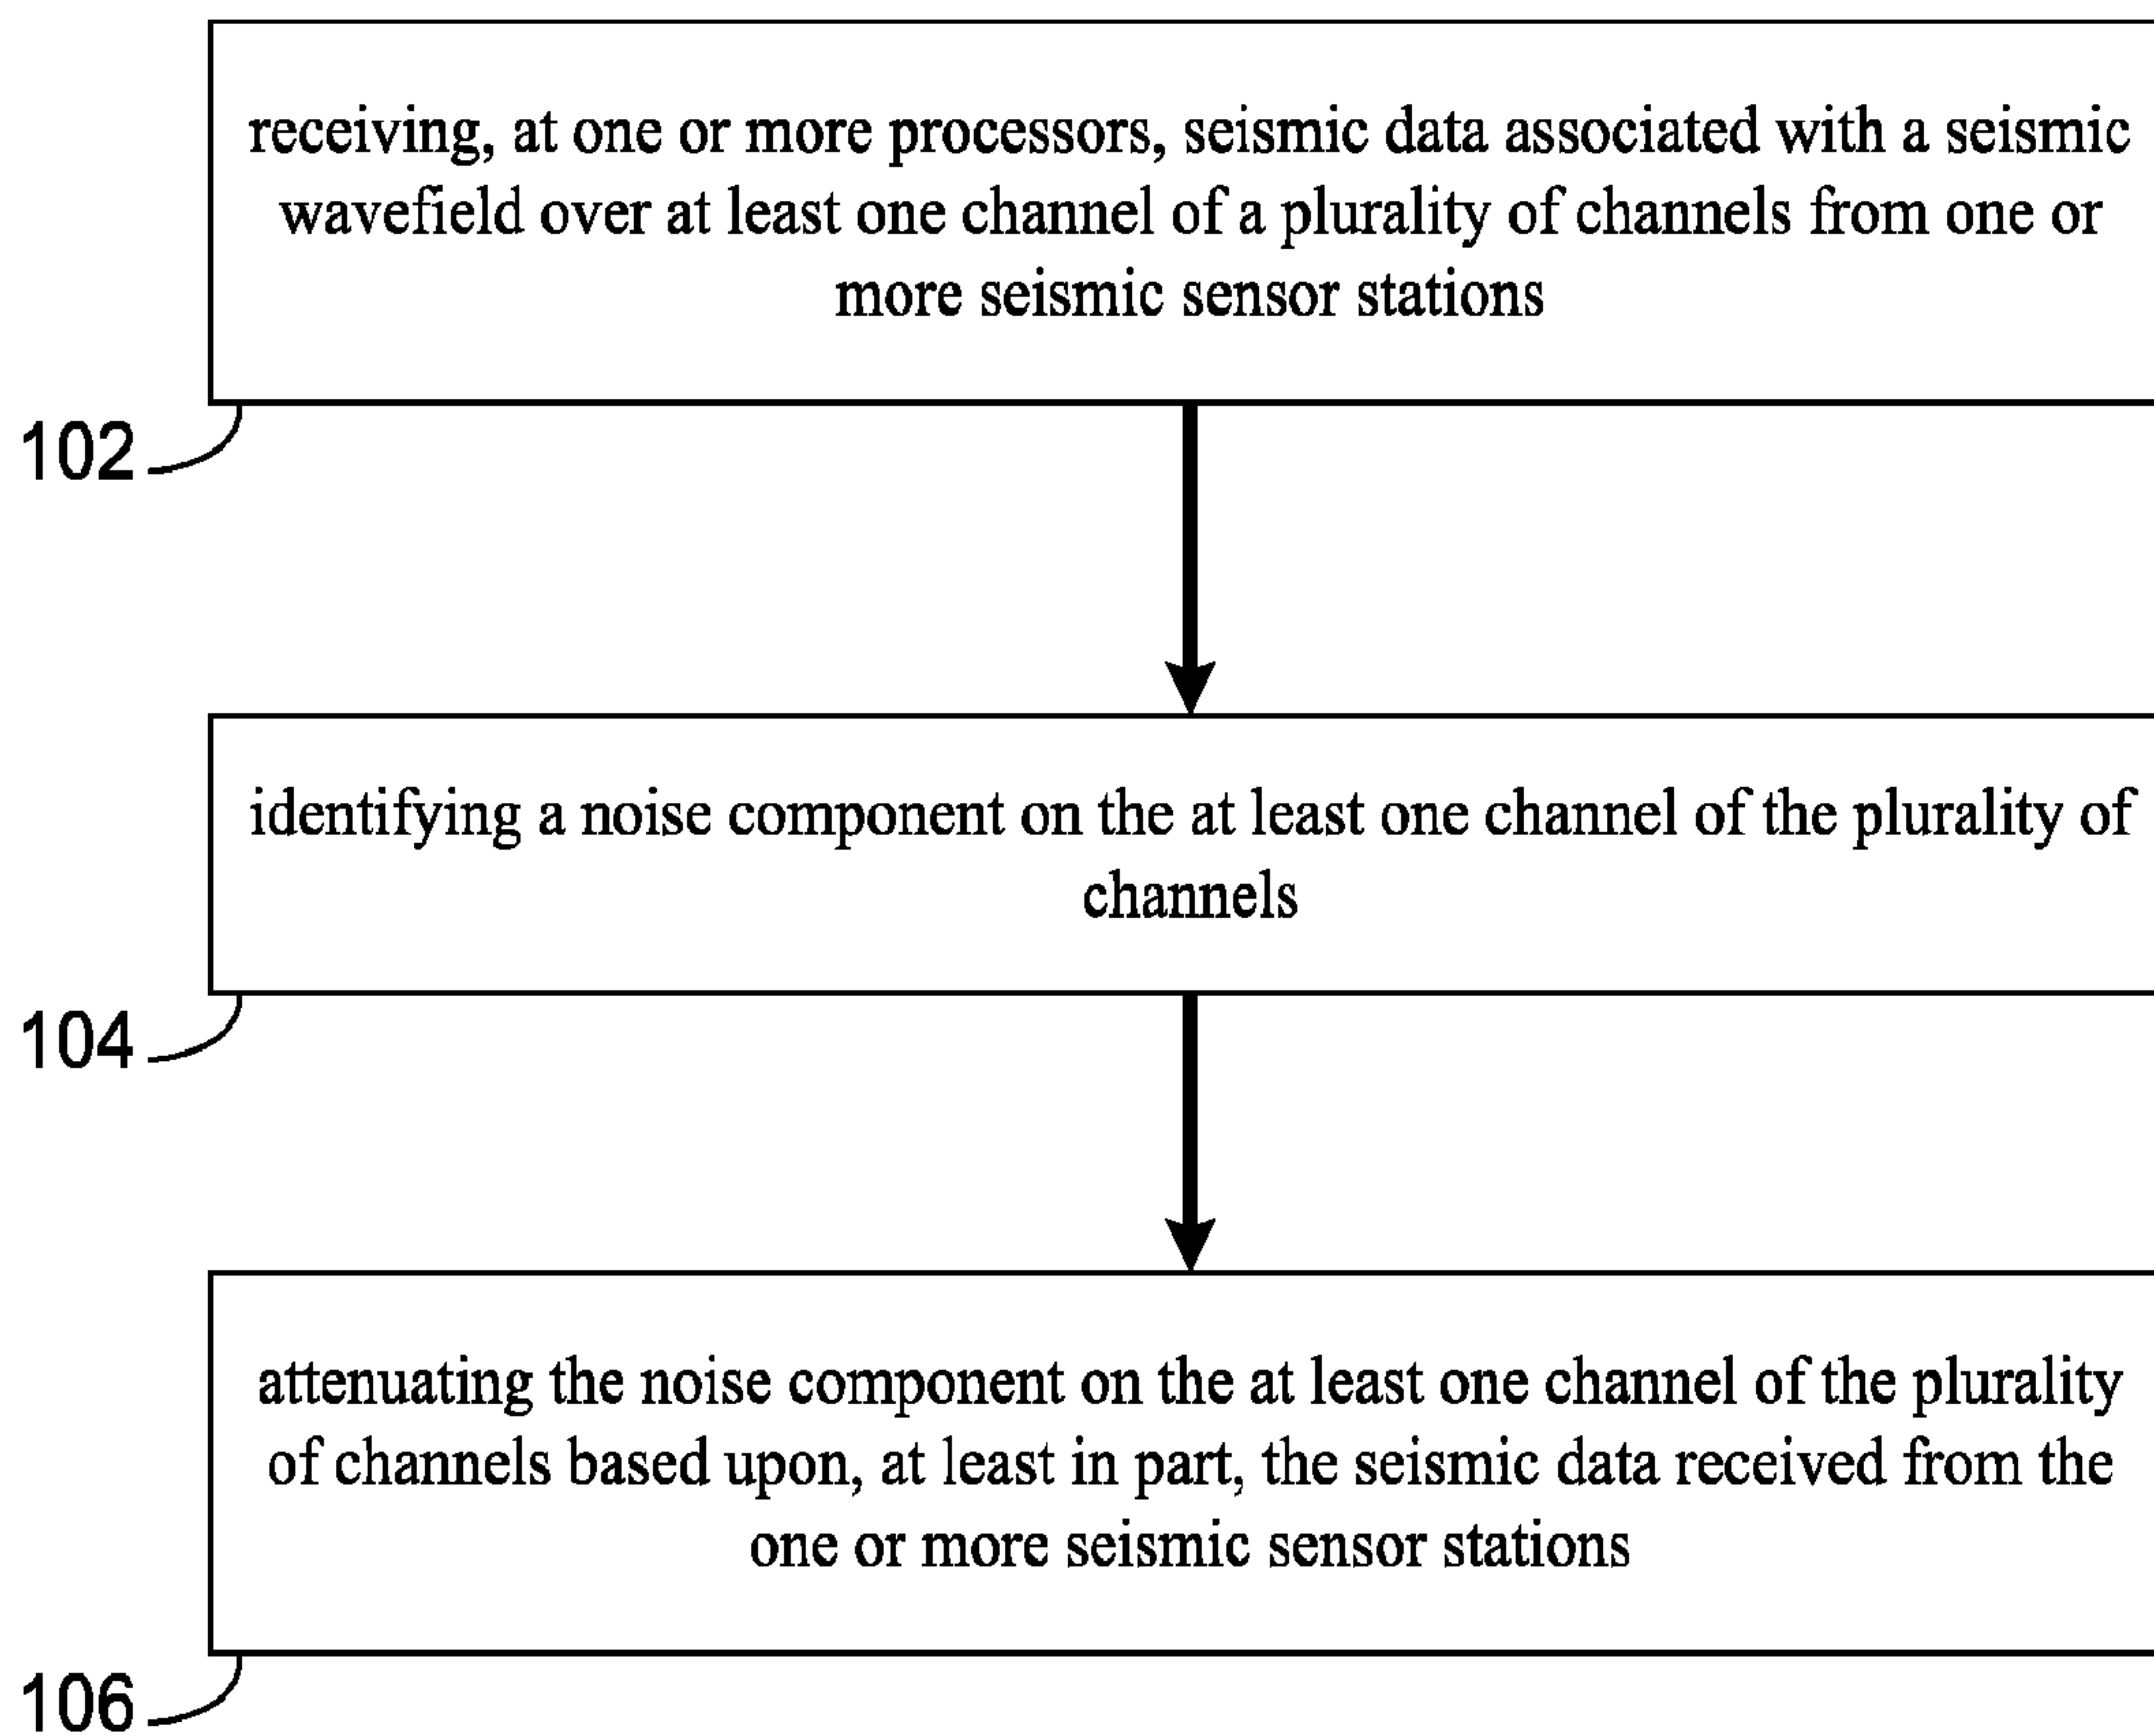 receiving, at one or more processors, seismic data associated with a seismic
wavefield over at least one channel of a plurality of channels from one or
more seismic sensor stations
102
identifying a noise component on the at least one channel of the plurality of
channels
104
attenuating the noise component on the at least one channel of the plurality
of channels based upon, at least in part, the seismic data received from the
one or more seismic sensor stations
106